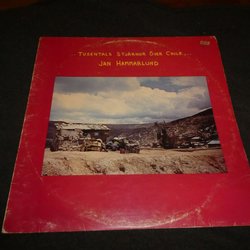 ...TUSENTALS STJÄRNOR ÖVER CHILE...
JAN HAMMARLUND